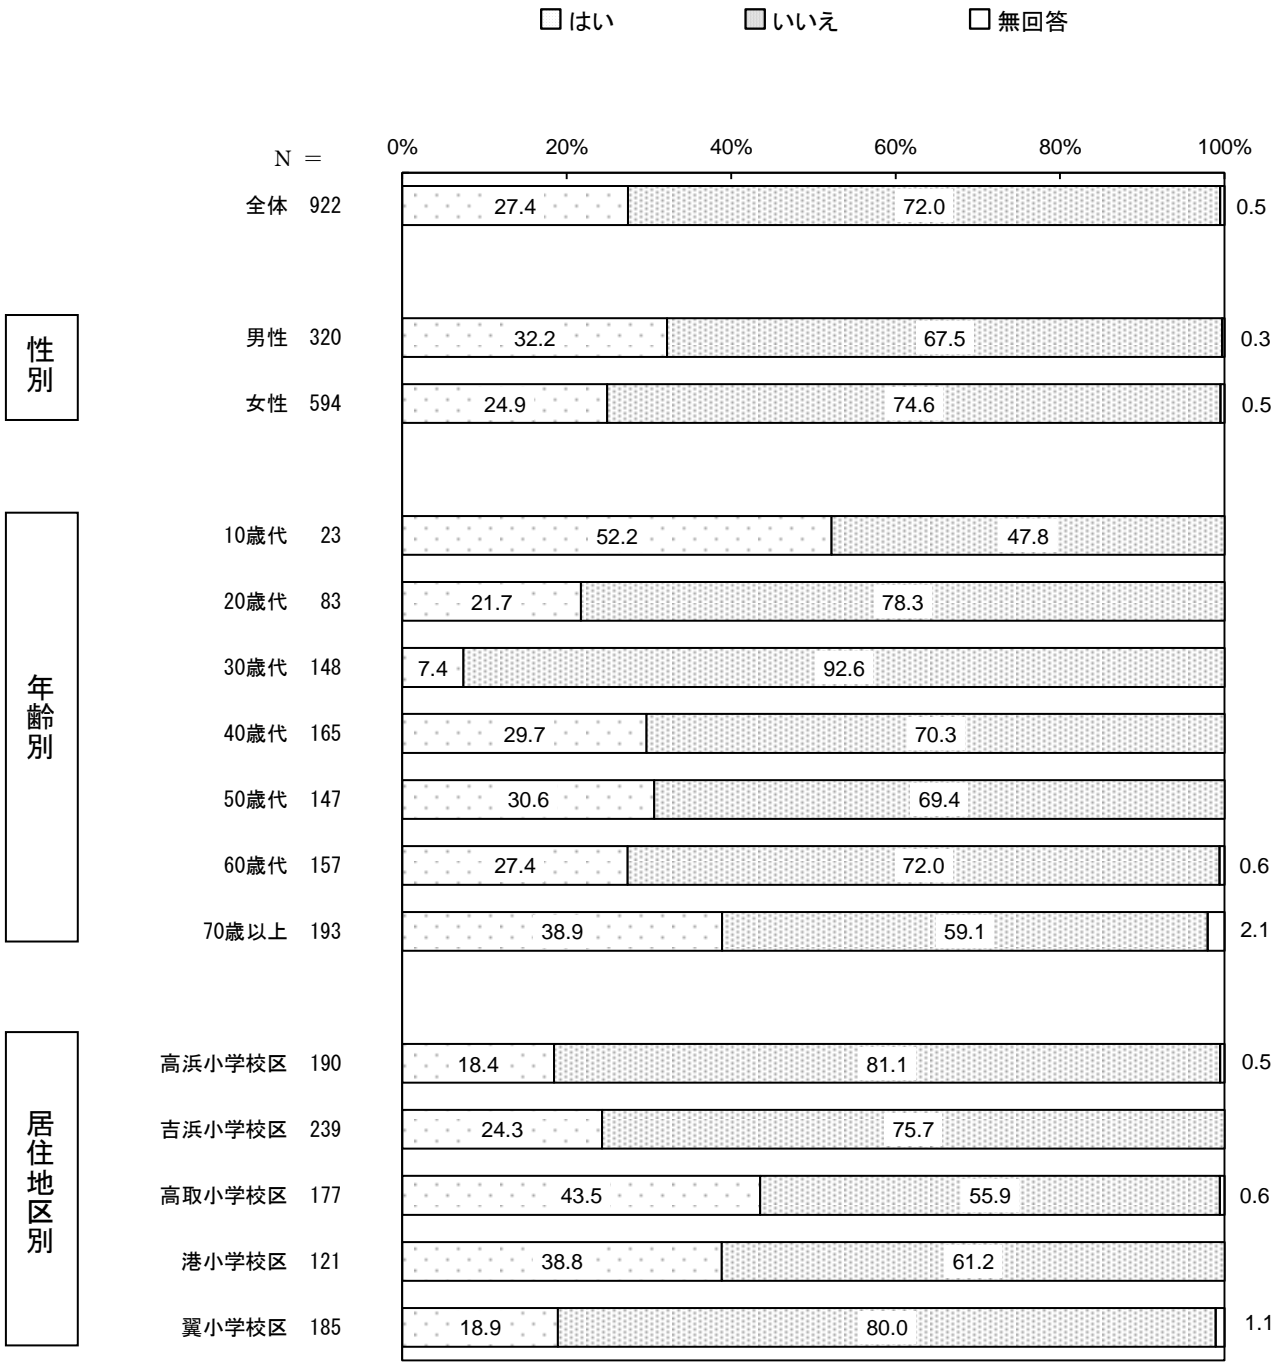 はい いいえ 無回答
N = 0% 20% 40% 60% 80% 100%
全体 922 27.4 72.0 0.5
性別
男性 320 32.2 67.5 0.3
女性 594 24.9 74.6 0.5
年齢別
10歳代 23 52.2 47.8
20歳代 83 21.7 78.3
30歳代 148 7.4 92.6
40歳代 165 29.7 70.3
50歳代 147 30.6 69.4
60歳代 157 27.4 72.0 0.6
70歳以上 193 38.9 59.1 2.1
居住地区別
高浜小学校区 190 18.4 81.1 0.5
吉浜小学校区 239 24.3 75.7
高取小学校区 177 43.5 55.9 0.6
港小学校区 121 38.8 61.2
翼小学校区 185 18.9 80.0 1.1